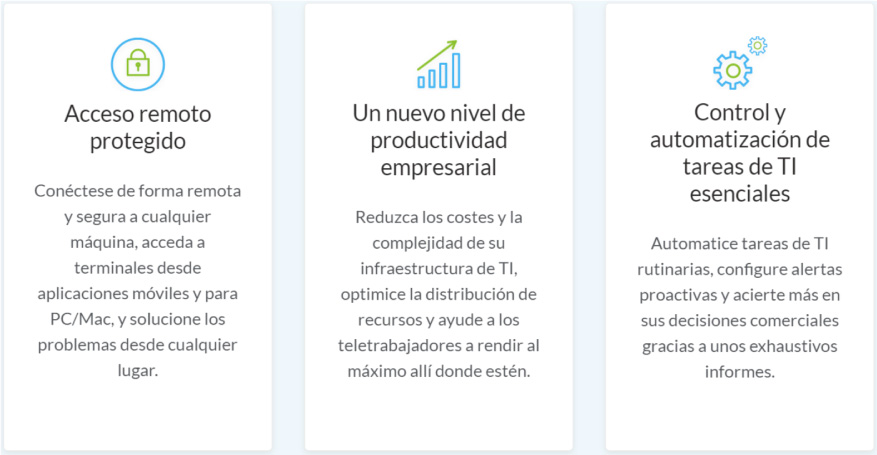 Acceso remoto
protegido
Conéctese de forma remota
y segura a cualquier
máquina, acceda a
terminales desde
aplicaciones móviles y para
PC/Mac, y solucione los
problemas desde cualquier
lugar.
Un nuevo nivel de
productividad
empresarial
Reduzca los costes y la
complejidad de su
infraestructura de TI,
optimice la distribución de
recursos y ayude a los
teletrabajadores a rendir al
máximo allí donde estén.
Control y
automatización de
tareas de TI
esenciales
Automatice tareas de TI
rutinarias, configure alertas
proactivas y acierte más en
sus decisiones comerciales
gracias a unos exhaustivos
informes.